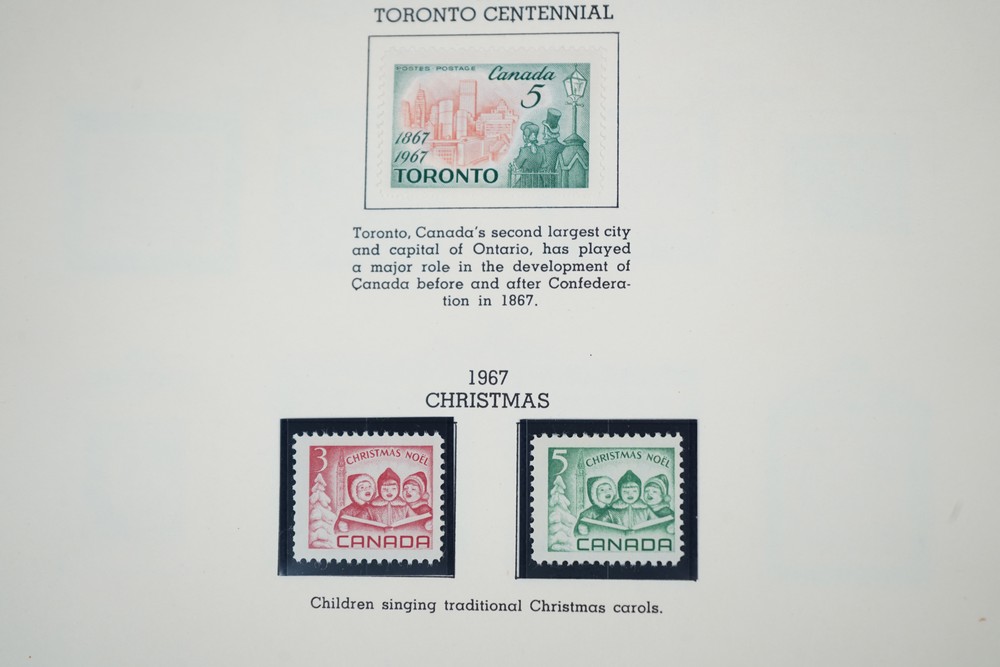 TORONTO CENTENNIAL
POSTES POSTAGE
Canada
5
1867
1967
TORONTO
Toronto, Canada's second largest city
and capital of Ontario, has played
a major role in the development of
Canada before and after Confedera-
tion in 1867.
1967
CHRISTMAS
3
CHRISTMAS NOËL
CANADA
5
CHRISTMAS NOËL
CANADA
Children singing traditional Christmas carols.